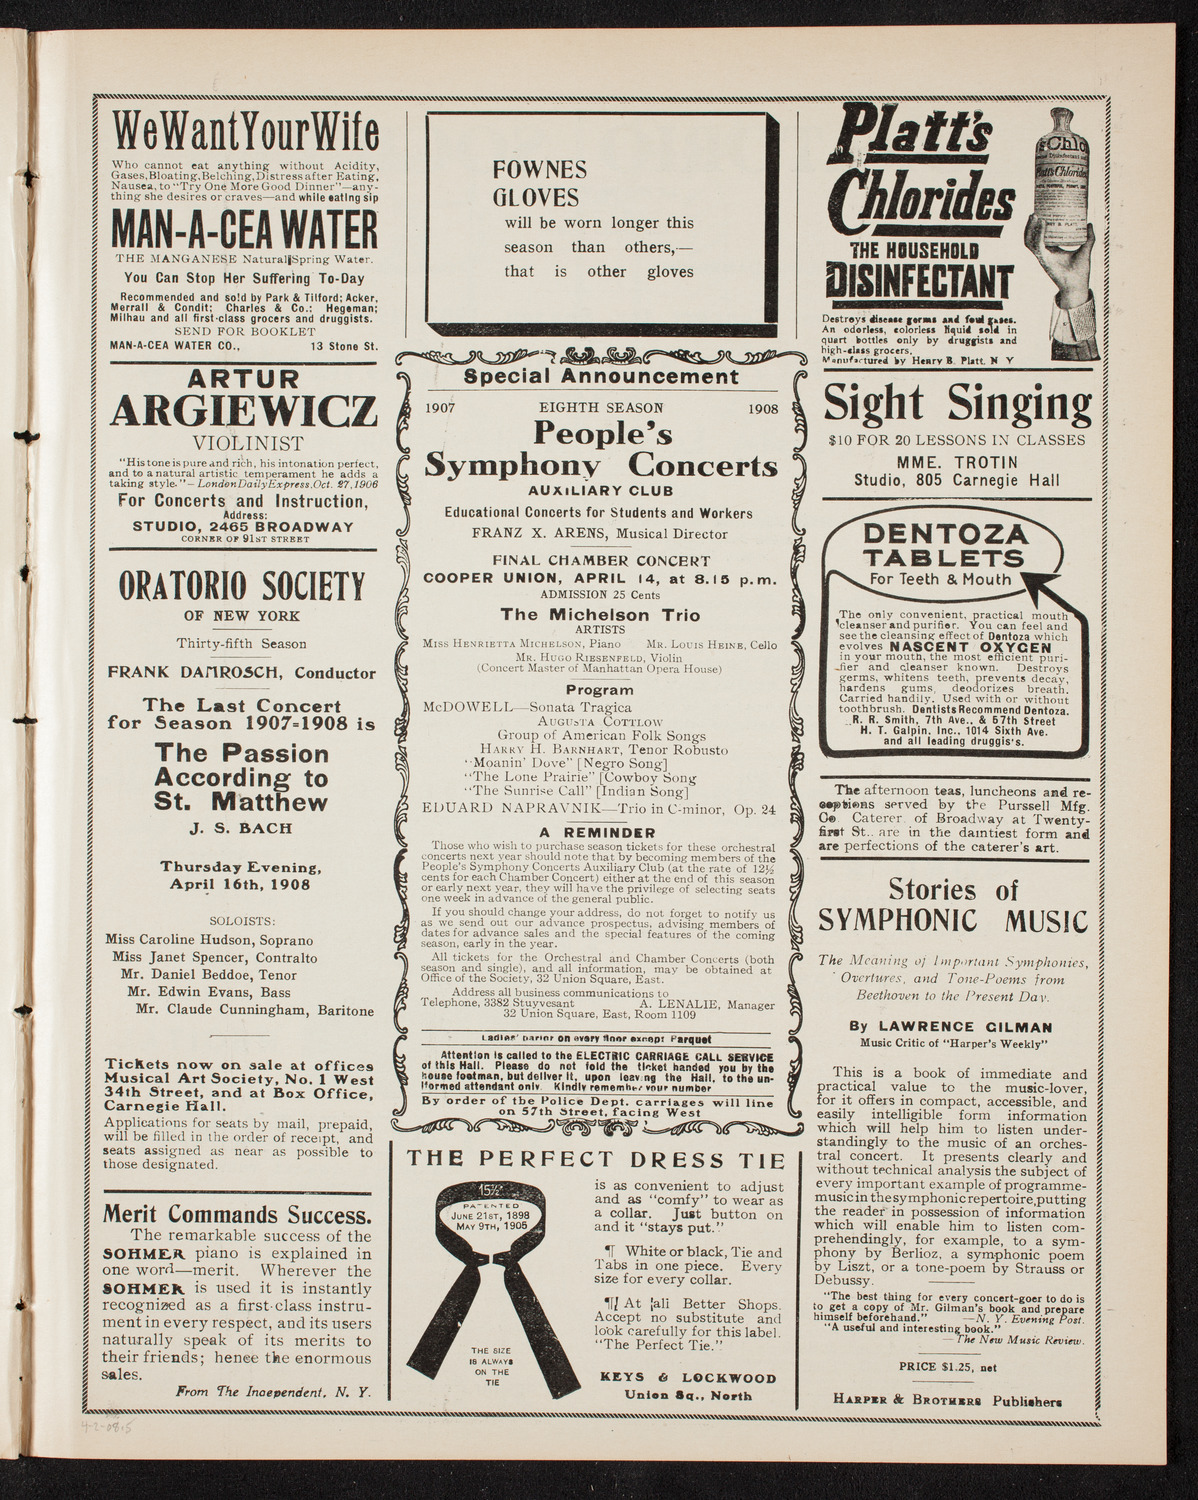 We Want Your Wife
Who cannot eat anything without Acidity,
Gases, Bloating, Belching, Distress after Eating,
Nausea, to "Try One More Good Dinner"—any-
thing she desires or craves—and while eating sip
MAN-A-CEA WATER
THE MANGANESE Natural Spring Water.
You Can Stop Her Suffering To-Day
Recommended and sold by Park & Tilford; Acker,
Merrall & Condit; Charles & Co.; Hegeman;
Milhau and all first-class grocers and druggists.
SEND FOR BOOKLET
MAN-A-CEA WATER CO., 13 Stone St.
ARTUR
ARGIEWICZ
VIOLINIST
"His tone is pure and rich, his intonation perfect,
and to a natural artistic temperament he adds a
taking style."—London Daily Express, Oct. 27, 1906
For Concerts and Instruction,
Address:
STUDIO, 2465 BROADWAY
CORNER OF 91ST STREET
ORATORIO SOCIETY
OF NEW YORK
Thirty-fifth Season
FRANK DAMROSCH, Conductor
The Last Concert
for Season 1907-1908 is
The Passion
According to
St. Matthew
J. S. BACH
Thursday Evening,
April 16th, 1908
SOLOISTS:
Miss Caroline Hudson, Soprano
Miss Janet Spencer, Contralto
Mr. Daniel Beddoe, Tenor
Mr. Edwin Evans, Bass
Mr. Claude Cunningham, Baritone
Tickets now on sale at offices
Musical Art Society, No. 1 West
34th Street, and at Box Office,
Carnegie Hall.
Applications for seats by mail, prepaid,
will be filled in the order of receipt, and
seats assigned as near as possible to
those designated.
Merit Commands Success.
The remarkable success of the
SOHMER piano is explained in
one word—merit. Wherever the
SOHMER is used it is instantly
recognized as a first-class instru-
ment in every respect, and its users
naturally speak of its merits to
their friends; hence the enormous
sales.
From The Independent, N. Y.
4-2-08.5
FOWNES
GLOVES
will be worn longer this
season than others,—
that is other gloves
Special Announcement
1907 EIGHTH SEASON 1908
People's
Symphony Concerts
AUXILIARY CLUB
Educational Concerts for Students and Workers
FRANZ X. ARENS, Musical Director
FINAL CHAMBER CONCERT
COOPER UNION, APRIL 14, at 8.15 p.m.
ADMISSION 25 Cents
The Michelson Trio
ARTISTS
MISS HENRIETTA MICHELSON, Piano MR. LOUIS HEINE, Cello
MR. HUGO RIESENFELD, Violin
(Concert Master of Manhattan Opera House)
Program
McDOWELL—Sonata Tragica
AUGUSTA COTTLOW
Group of American Folk Songs
HARRY H. BARNHART, Tenor Robusto
"Moanin' Dove" [Negro Song]
"The Lone Prairie" [Cowboy Song
"The Sunrise Call" [Indian Song]
EDUARD NAPRAVNIK—Trio in C-minor, Op. 24
A REMINDER
Those who wish to purchase season tickets for these orchestral
concerts next year should note that by becoming members of the
People's Symphony Concerts Auxiliary Club (at the rate of 12½
cents for each Chamber Concert) either at the end of this season
or early next year, they will have the privilege of selecting seats
one week in advance of the general public.
If you should change your address, do not forget to notify us
as we send out our advance prospectus, advising members of
dates for advance sales and the special features of the coming
season, early in the year.
All tickets for the Orchestral and Chamber Concerts (both
season and single), and all information, may be obtained at
Office of the Society, 32 Union Square, East.
Address all business communications to
Telephone, 3382 Stuyvesant A. LENALIE, Manager
32 Union Square, East, Room 1109
Ladies' parlor on every floor except Parquet
Attention is called to the ELECTRIC CARRIAGE CALL SERVICE
of this Hall. Please do not fold the ticket handed you by the
house footman, but deliver it, upon leaving the Hall, to the un-
iformed attendant only. Kindly remember your number
By order of the Police Dept. carriages will line
on 57th Street, facing West
THE PERFECT DRESS TIE
15½
PATENTED
JUNE 21ST, 1898
MAY 9TH, 1905
THE SIZE
IS ALWAYS
ON THE
TIE
is as convenient to adjust
and as "comfy" to wear as
a collar. Just button on
and it "stays put."
¶ White or black, Tie and
Tabs in one piece. Every
size for every collar.
¶ At all Better Shops.
Accept no substitute and
look carefully for this label.
"The Perfect Tie."
KEYS & LOCKWOOD
Union Sq., North
Platt's
Chlorides
THE HOUSEHOLD
DISINFECTANT
Destroys disease germs and foul gases.
An odorless, colorless liquid sold in
quart bottles only by druggists and
high-class grocers.
Manufactured by Henry B. Platt, N Y
Sight Singing
$10 FOR 20 LESSONS IN CLASSES
MME. TROTIN
Studio, 805 Carnegie Hall
DENTOZA
TABLETS
For Teeth & Mouth
The only convenient, practical mouth
cleanser and purifier. You can feel and
see the cleansing effect of Dentoza which
evolves NASCENT OXYGEN
in your mouth, the most efficient puri-
fier and cleanser known. Destroys
germs, whitens teeth, prevents decay,
hardens gums, deodorizes breath.
Carried handily. Used with or without
toothbrush. Dentists Recommend Dentoza.
R. R. Smith, 7th Ave., & 57th Street
H. T. Galpin, Inc., 1014 Sixth Ave.
and all leading druggis's.
The afternoon teas, luncheons and re-
ceptions served by the Purssell Mfg.
Co. Caterer, of Broadway at Twenty-
first St., are in the daintiest form and
are perfections of the caterer's art.
Stories of
SYMPHONIC MUSIC
The Meaning of Important Symphonies,
Overtures, and Tone-Poems from
Beethoven to the Present Day.
By LAWRENCE GILMAN
Music Critic of "Harper's Weekly"
This is a book of immediate and
practical value to the music-lover,
for it offers in compact, accessible, and
easily intelligible form information
which will help him to listen under-
standingly to the music of an orches-
tral concert. It presents clearly and
without technical analysis the subject of
every important example of programme-
music in the symphonic repertoire, putting
the reader in possession of information
which will enable him to listen com-
prehendingly, for example, to a sym-
phony by Berlioz, a symphonic poem
by Liszt, or a tone-poem by Strauss or
Debussy.
"The best thing for every concert-goer to do is
to get a copy of Mr. Gilman's book and prepare
himself beforehand." —N. Y. Evening Post.
"A useful and interesting book."
—The New Music Review.
PRICE $1.25, net
HARPER & BROTHERS Publishers